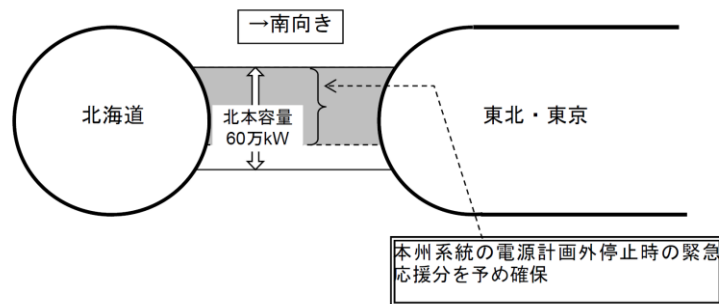 →南向き
北海道
北本容量
60万kW
東北・東京
本州系統の電源計画外停止時の緊急
応援分を予め確保